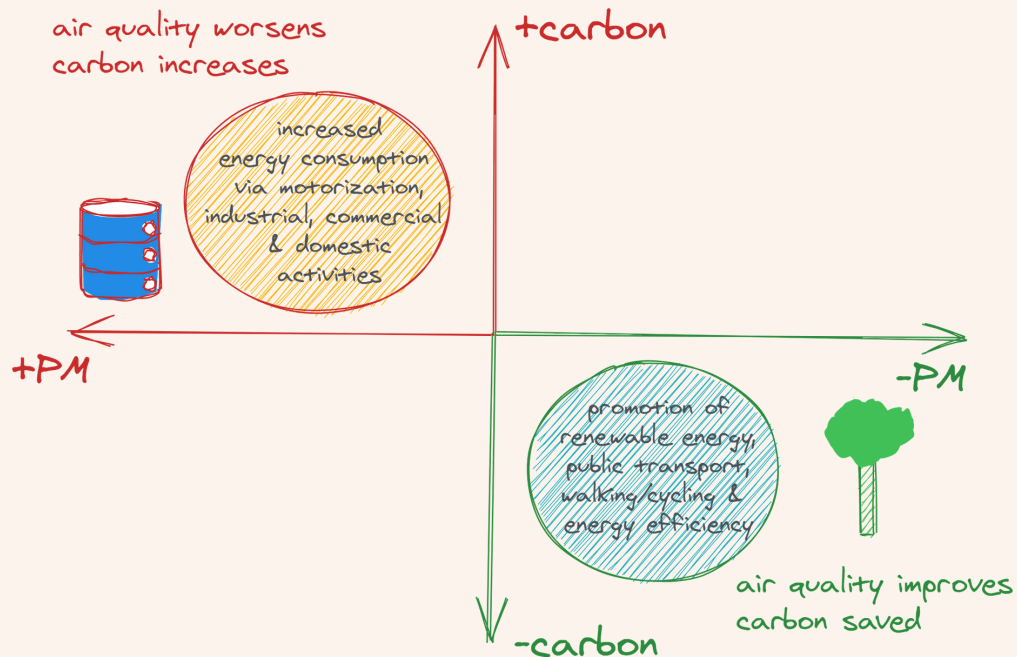 air quality worsens
carbon increases
+carbon
increased
energy consumption
via motorization,
industrial, commercial
& domestic
activities
+PM
-PM
promotion of
renewable energy,
public transport,
walking/cycling &
energy efficiency
air quality improves
carbon saved
-carbon